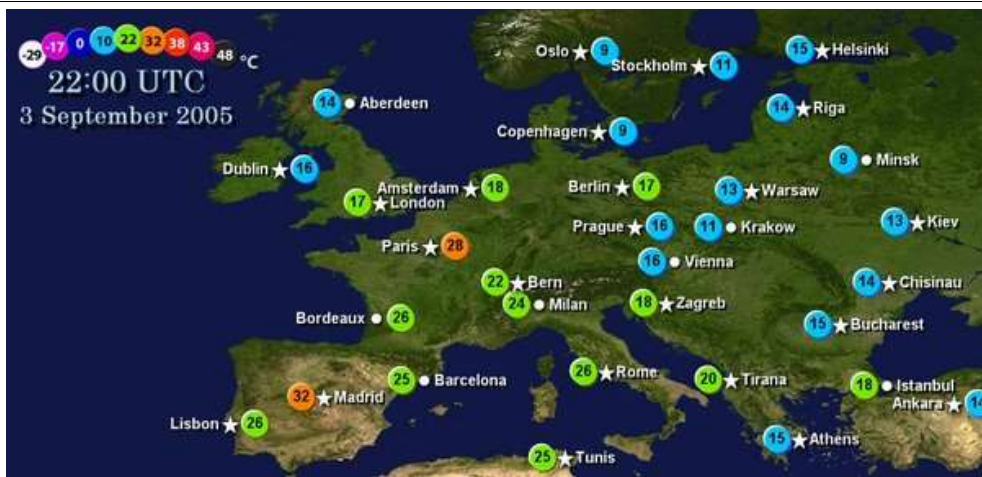 -29 -17 0 10 22 32 38 43 48 °C
22:00 UTC
3 September 2005
Oslo 9
Stockholm 11
15 Helsinki
14 Aberdeen
14 Riga
Copenhagen 9
9 Minsk
Dublin 16
Amsterdam 18
Berlin 17
13 Warsaw
17 London
Prague 16
11 Krakow
13 Kiev
Paris 28
16 Vienna
22 Bern
14 Chisinau
24 Milan
18 Zagreb
Bordeaux 26
15 Bucharest
26 Rome
20 Tirana
25 Barcelona
18 Istanbul
32 Madrid
Ankara 14
Lisbon 26
15 Athens
25 Tunis